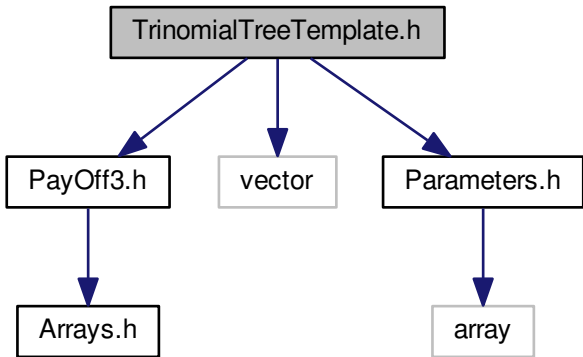 TrinomialTreeTemplate.h
PayOff3.h
vector
Parameters.h
Arrays.h
array